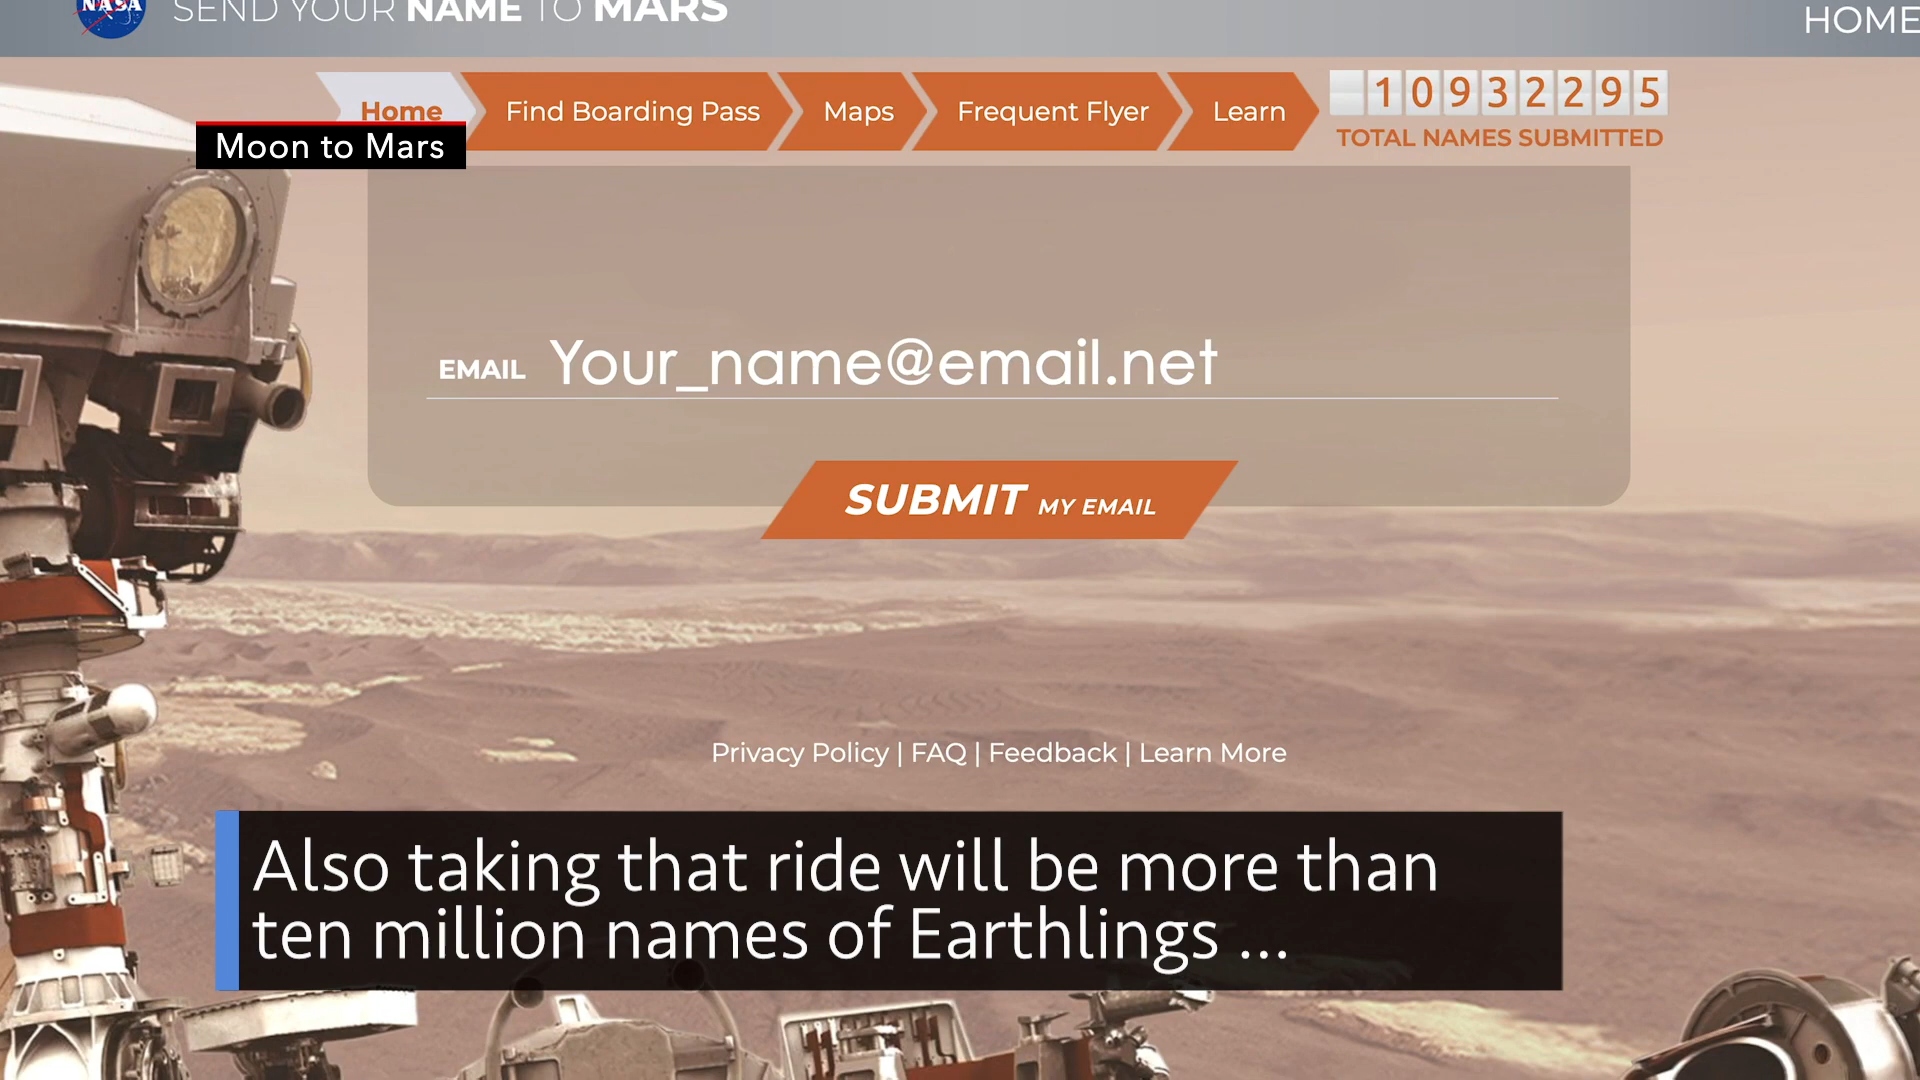 NASA
SEND YOUR NAME TO MARS
HOME
Home
Find Boarding Pass
Maps
Frequent Flyer
Learn
10932295
TOTAL NAMES SUBMITTED
Moon to Mars
EMAIL Your_name@email.net
SUBMIT MY EMAIL
Privacy Policy | FAQ | Feedback | Learn More
Also taking that ride will be more than
ten million names of Earthlings ...